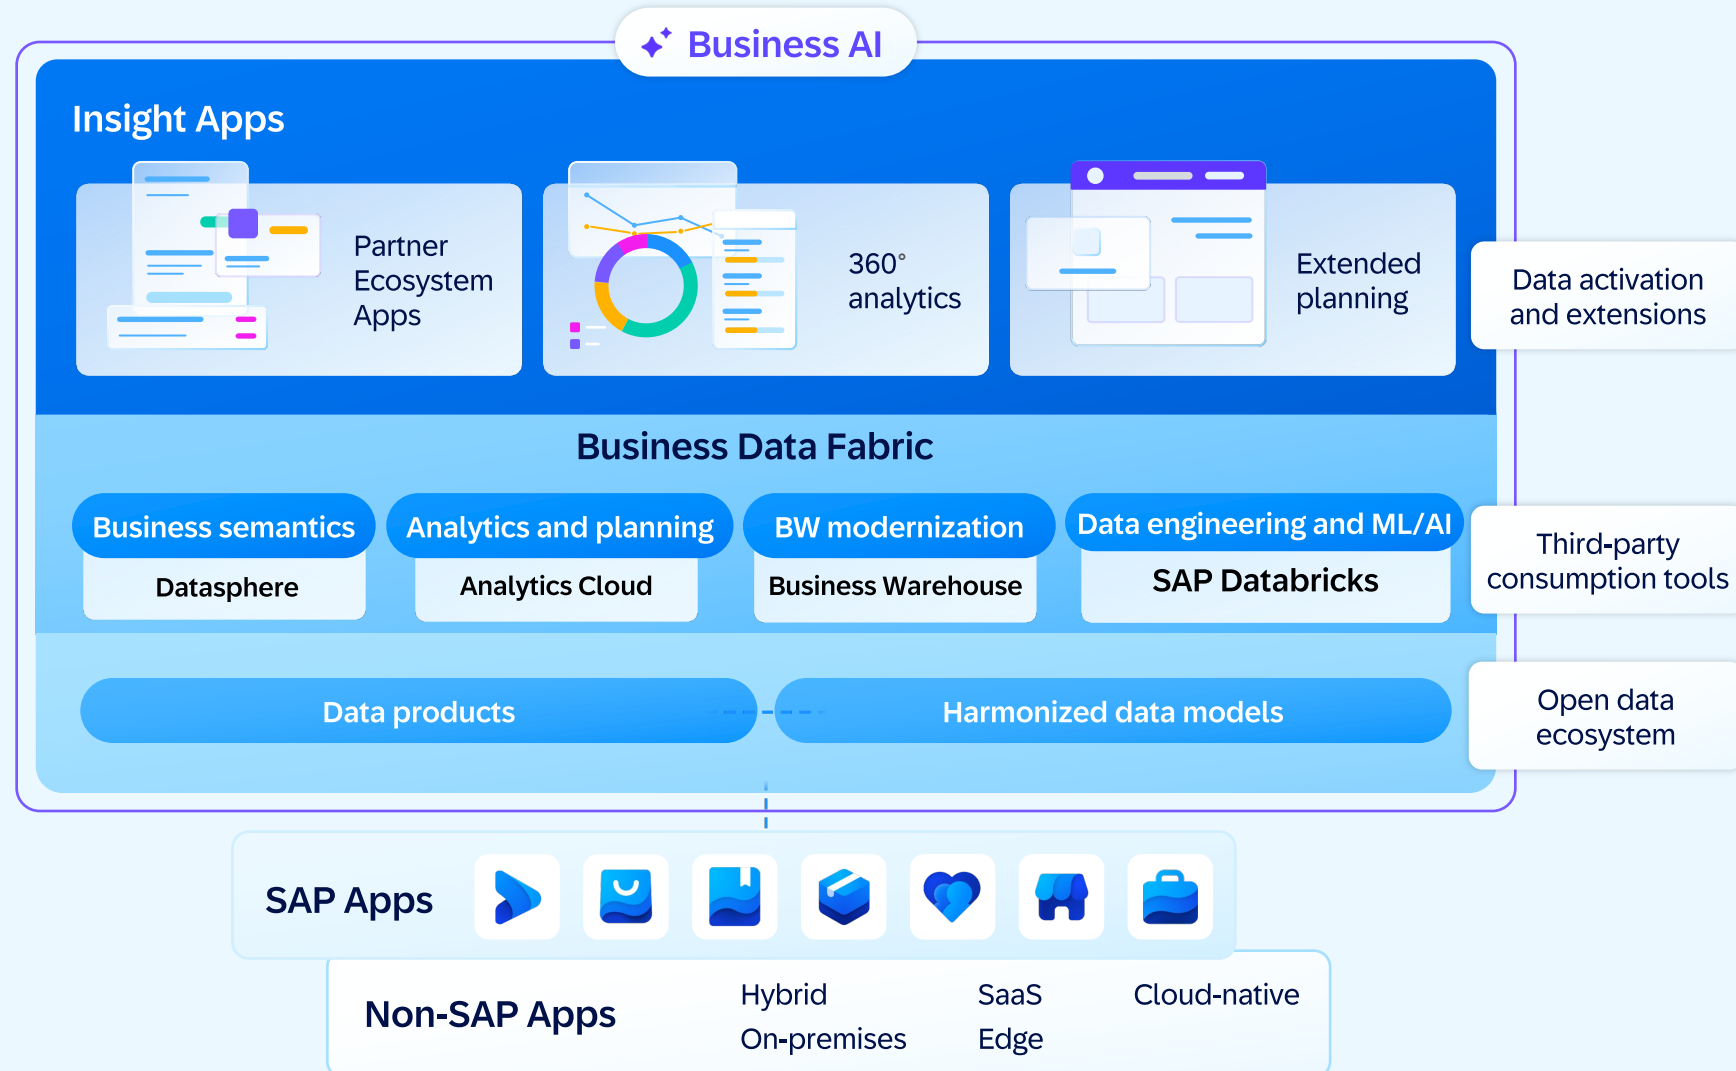 Business AI
Insight Apps
Partner
Ecosystem
Apps
360°
analytics
Extended
planning
Data activation
and extensions
Business Data Fabric
Business semantics
Datasphere
Analytics and planning
Analytics Cloud
BW modernization
Business Warehouse
Data engineering and ML/AI
SAP Databricks
Third-party
consumption tools
Data products
Harmonized data models
Open data
ecosystem
SAP Apps
Non-SAP Apps
Hybrid
SaaS
Cloud-native
On-premises
Edge